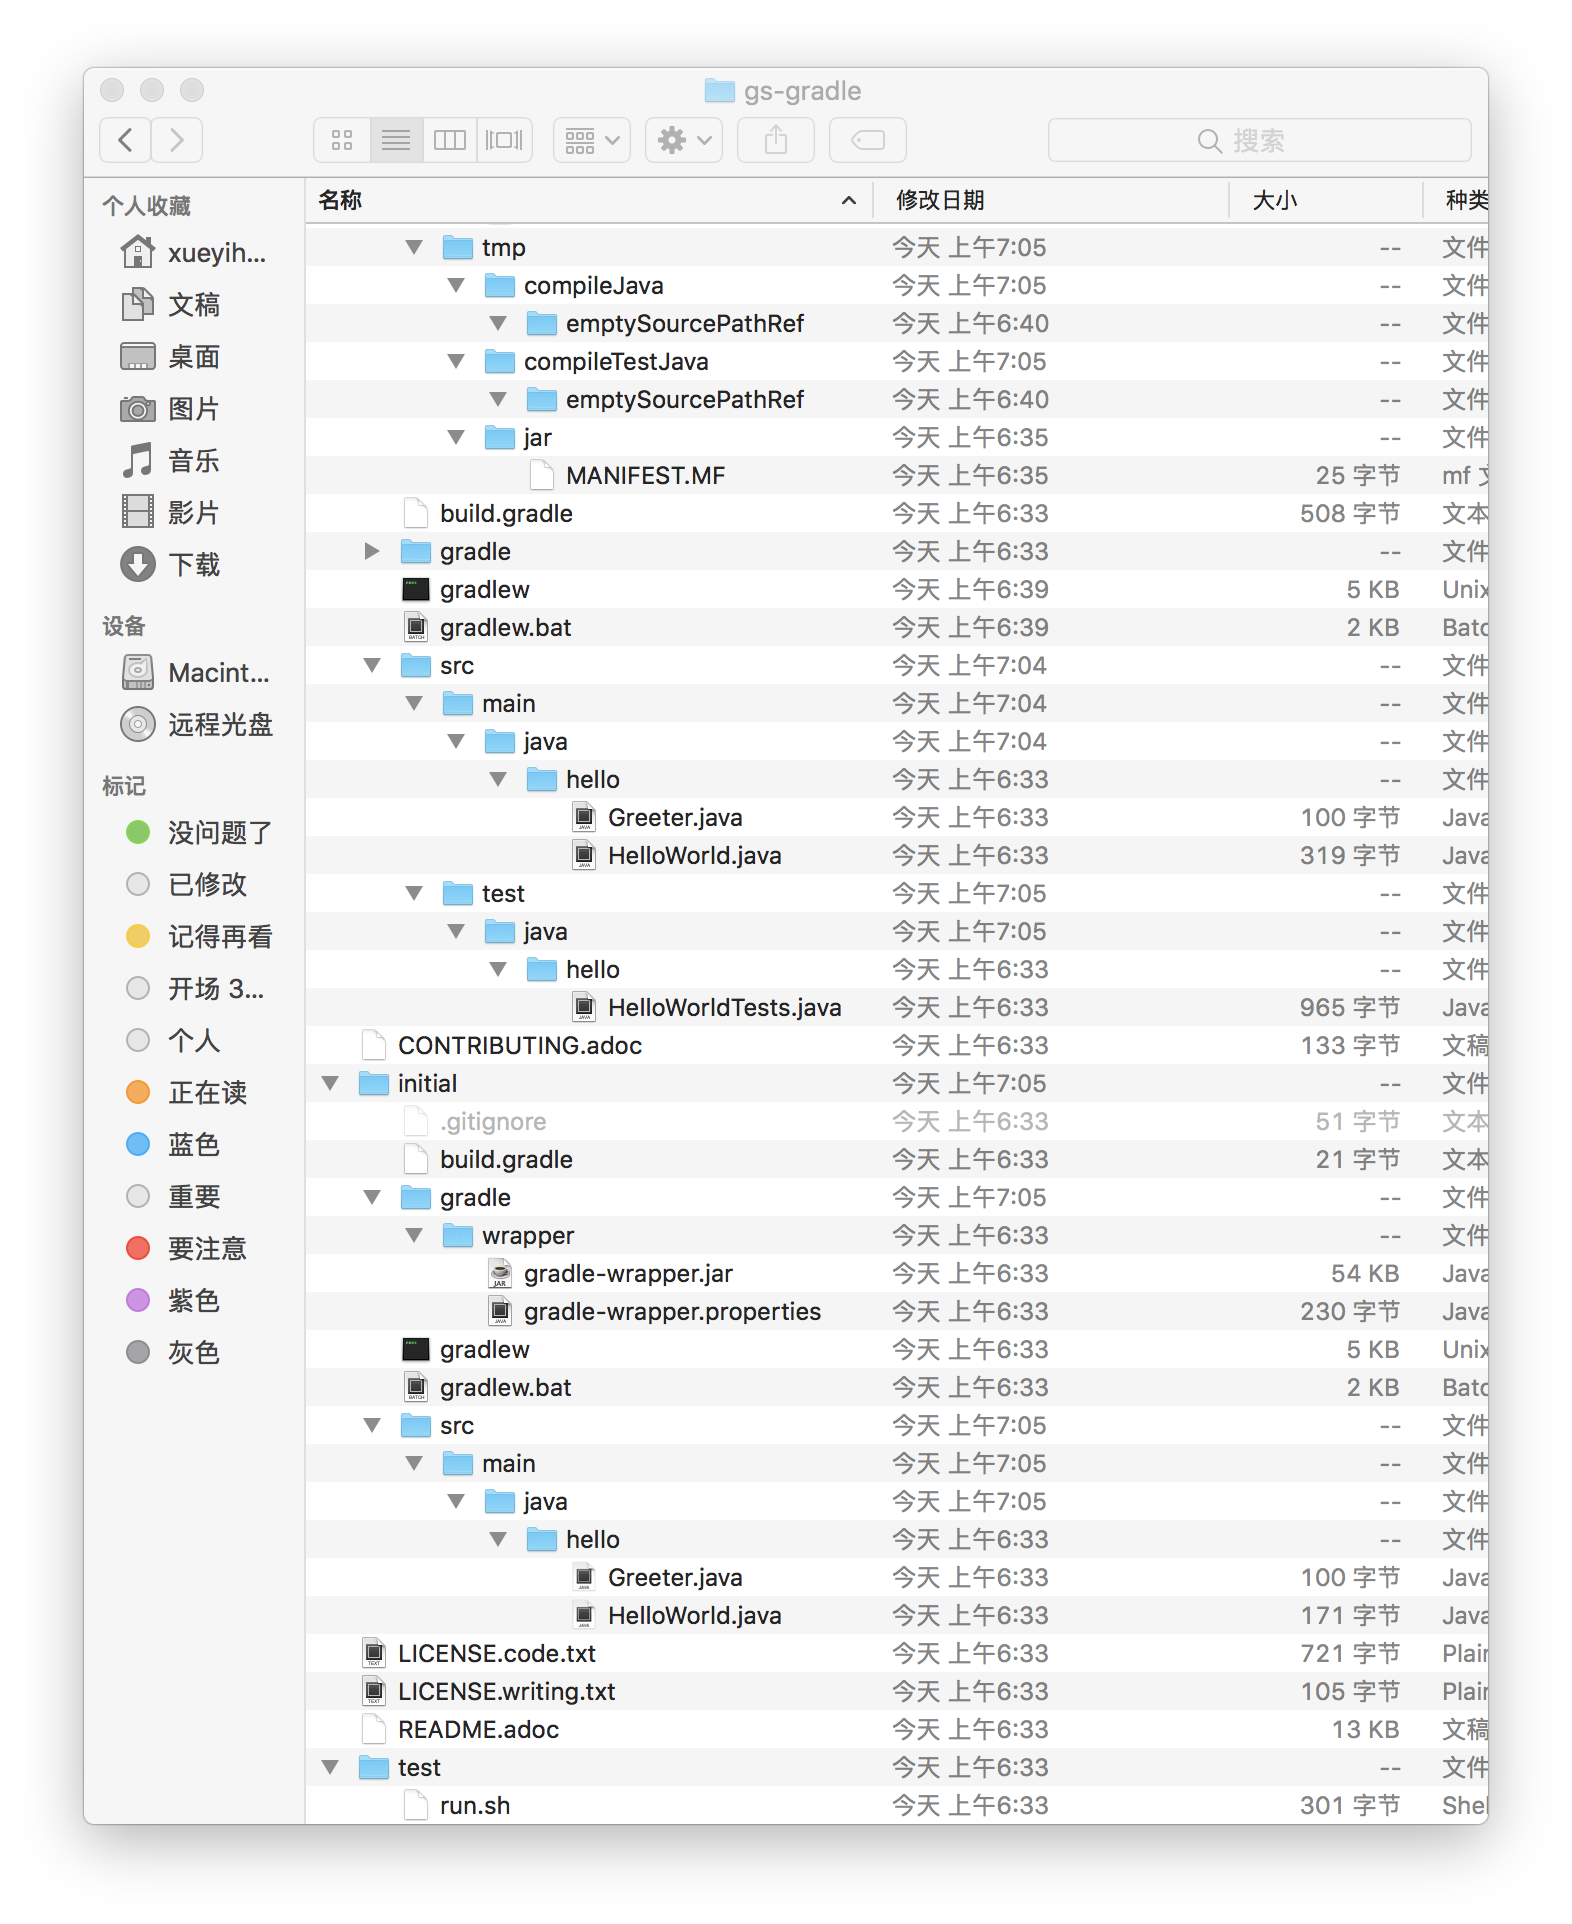 gs-gradle
搜索
个人收藏
xueyih...
文稿
桌面
图片
音乐
影片
下载
设备
Macint...
远程光盘
标记
没问题了
已修改
记得再看
开场 3...
个人
正在读
蓝色
重要
要注意
紫色
灰色
名称 修改日期 大小 种类
tmp 今天 上午7:05 -- 文件
compileJava 今天 上午7:05 -- 文件
emptySourcePathRef 今天 上午6:40 -- 文件
compileTestJava 今天 上午7:05 -- 文件
emptySourcePathRef 今天 上午6:40 -- 文件
jar 今天 上午6:35 -- 文件
MANIFEST.MF 今天 上午6:35 25 字节 mf
build.gradle 今天 上午6:33 508 字节 文本
gradle 今天 上午6:33 -- 文件
gradlew 今天 上午6:39 5 KB Unix
gradlew.bat 今天 上午6:39 2 KB Batc
src 今天 上午7:04 -- 文件
main 今天 上午7:04 -- 文件
java 今天 上午7:04 -- 文件
hello 今天 上午6:33 -- 文件
Greeter.java 今天 上午6:33 100 字节 Java
HelloWorld.java 今天 上午6:33 319 字节 Java
test 今天 上午7:05 -- 文件
java 今天 上午7:05 -- 文件
hello 今天 上午6:33 -- 文件
HelloWorldTests.java 今天 上午6:33 965 字节 Java
CONTRIBUTING.adoc 今天 上午6:33 133 字节 文稿
initial 今天 上午7:05 -- 文件
.gitignore 今天 上午6:33 51 字节 文本
build.gradle 今天 上午6:33 21 字节 文本
gradle 今天 上午7:05 -- 文件
wrapper 今天 上午6:33 -- 文件
gradle-wrapper.jar 今天 上午6:33 54 KB Java
gradle-wrapper.properties 今天 上午6:33 230 字节 Java
gradlew 今天 上午6:33 5 KB Unix
gradlew.bat 今天 上午6:33 2 KB Batc
src 今天 上午7:05 -- 文件
main 今天 上午7:05 -- 文件
java 今天 上午7:05 -- 文件
hello 今天 上午6:33 -- 文件
Greeter.java 今天 上午6:33 100 字节 Java
HelloWorld.java 今天 上午6:33 171 字节 Java
LICENSE.code.txt 今天 上午6:33 721 字节 Plain
LICENSE.writing.txt 今天 上午6:33 105 字节 Plain
README.adoc 今天 上午6:33 13 KB 文稿
test 今天 上午6:33 -- 文件
run.sh 今天 上午6:33 301 字节 Shel